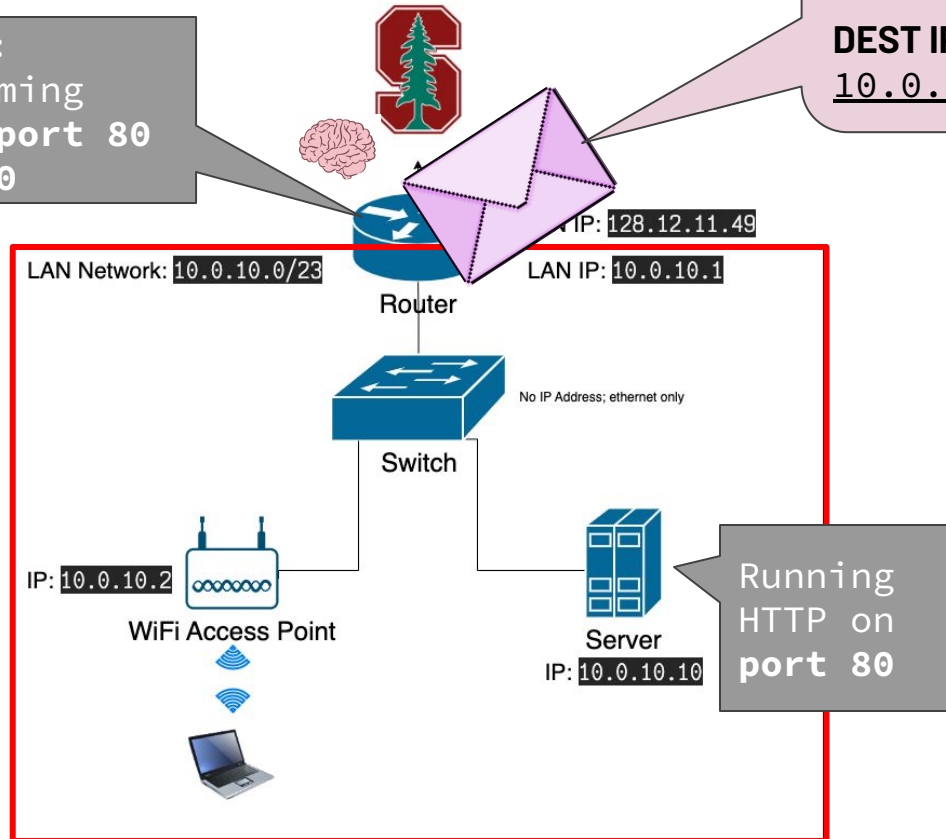 ming
port 80
0
DEST IP
10.0.
IP: 128.12.11.49
LAN Network: 10.0.10.0/23
LAN IP: 10.0.10.1
Router
No IP Address; ethernet only
Switch
IP: 10.0.10.2
WiFi Access Point
Running
HTTP on
port 80
Server
IP: 10.0.10.10
S